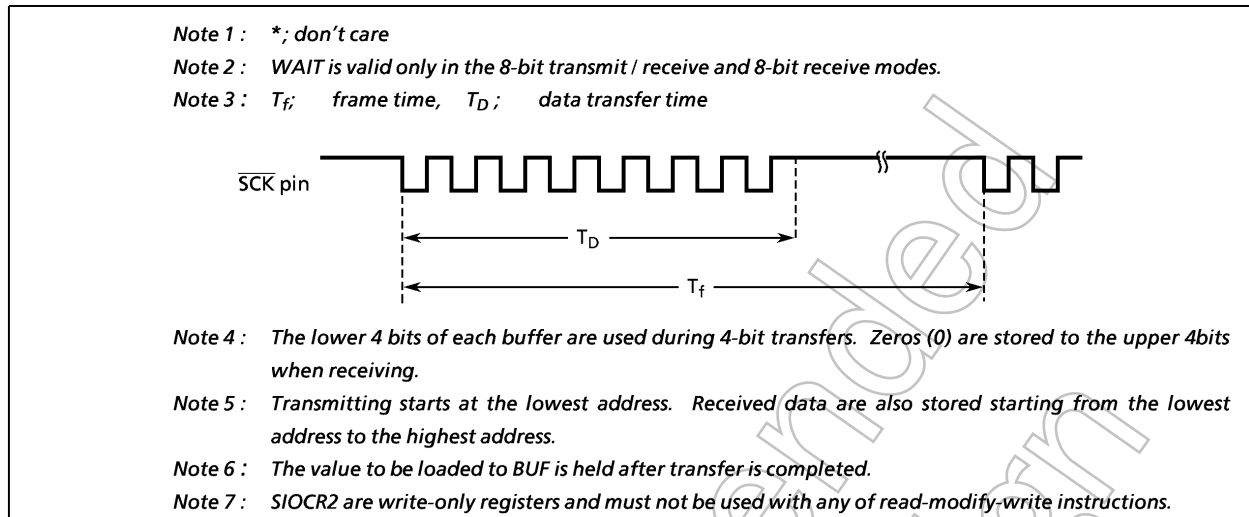 Note 1 : *; don't care
Note 2 : WAIT is valid only in the 8-bit transmit / receive and 8-bit receive modes.
Note 3 : Tf; frame time, TD ; data transfer time
SCK pin
TD
Tf
Note 4 : The lower 4 bits of each buffer are used during 4-bit transfers. Zeros (0) are stored to the upper 4bits
when receiving.
Note 5 : Transmitting starts at the lowest address. Received data are also stored starting from the lowest
address to the highest address.
Note 6 : The value to be loaded to BUF is held after transfer is completed.
Note 7 : SIOCR2 are write-only registers and must not be used with any of read-modify-write instructions.
ended